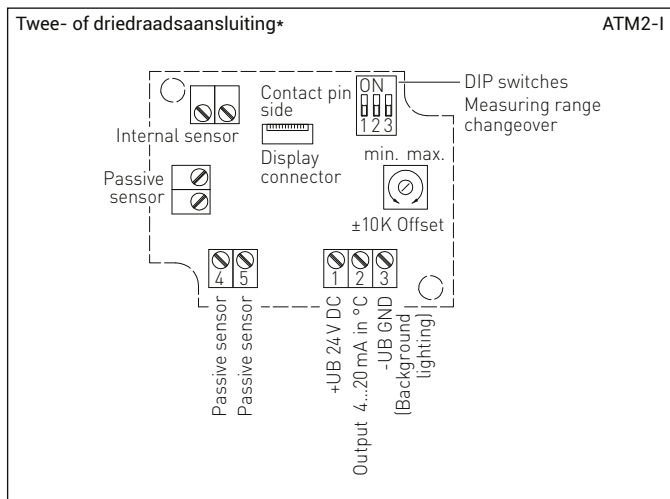 Twee- of driedraadsaansluiting*
ATM2-I
ON
1 2 3
DIP switches
Measuring range
changeover
Contact pin
side
Internal sensor
Display
connector
min. max.
±10K Offset
Passive
sensor
4 5
1 2 3
Passive sensor
Passive sensor
+UB 24 V DC
Output 4...20 mA in °C
-UB GND
(Background
lighting)